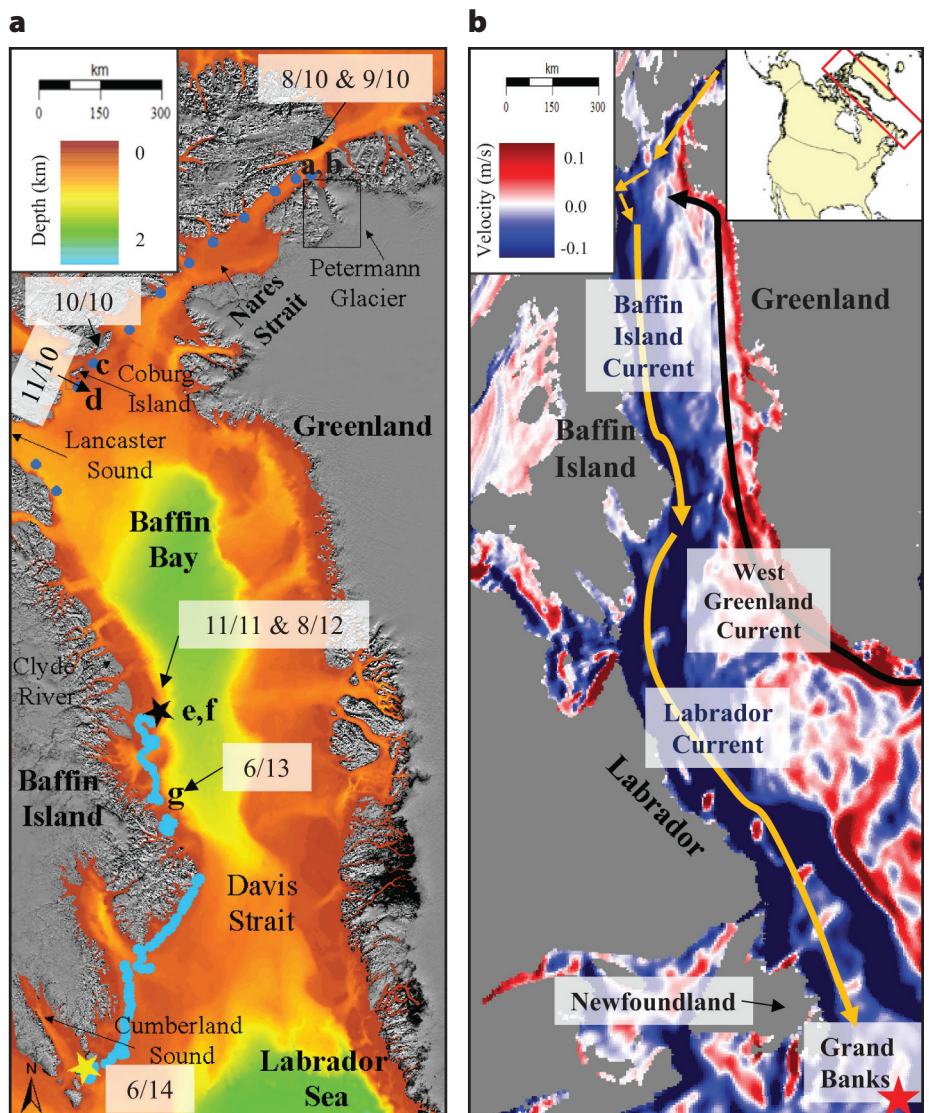 a
km
0 150 300
Depth (km)
0
2
8/10 & 9/10
a,b
Petermann
Glacier
Nares
Strait
10/10
11/10
c
d
Coburg
Island
Lancaster
Sound
Greenland
Baffin
Bay
11/11 & 8/12
Clyde
River
e,f
6/13
g
Baffin
Island
Davis
Strait
Cumberland
Sound
N
6/14
Labrador
Sea
b
km
0 150 300
Velocity (m/s)
0.1
0.0
-0.1
Greenland
Baffin
Island
Current
Baffin
Island
West
Greenland
Current
Labrador
Current
Labrador
Newfoundland
Grand
Banks